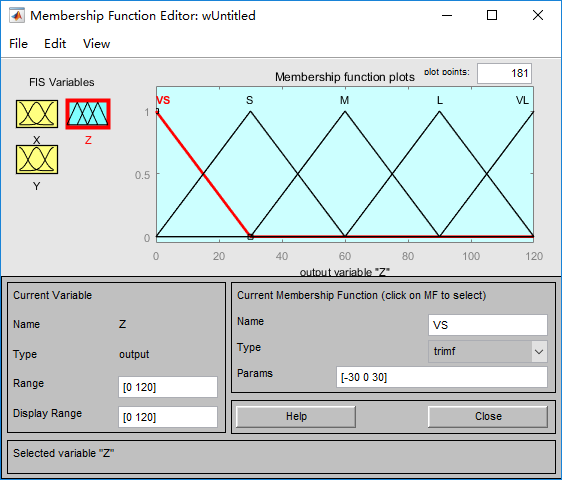 Membership Function Editor: wUntitled
File Edit View
FIS Variables
X
Z
Y
Membership function plots
plot points:
181
VS S M L VL
1
0.5
0
0 20 40 60 80 100 120
output variable "Z"
Current Variable
Name Z
Type output
Range [0 120]
Display Range [0 120]
Current Membership Function (click on MF to select)
Name VS
Type trimf
Params [-30 0 30]
Help Close
Selected variable "Z"